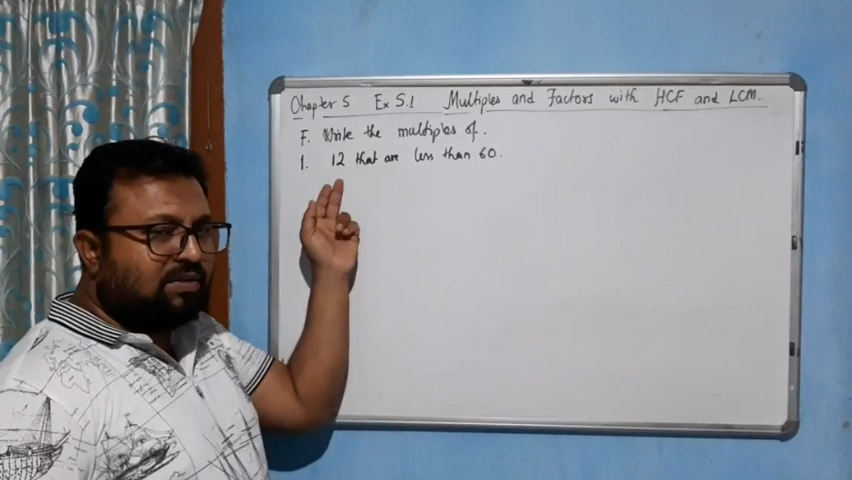 Chapter 5 Ex 5.1 Multiples and Factors with HCF and LCM.
F. Write the multiples of.
1. 12 that are less than 60.